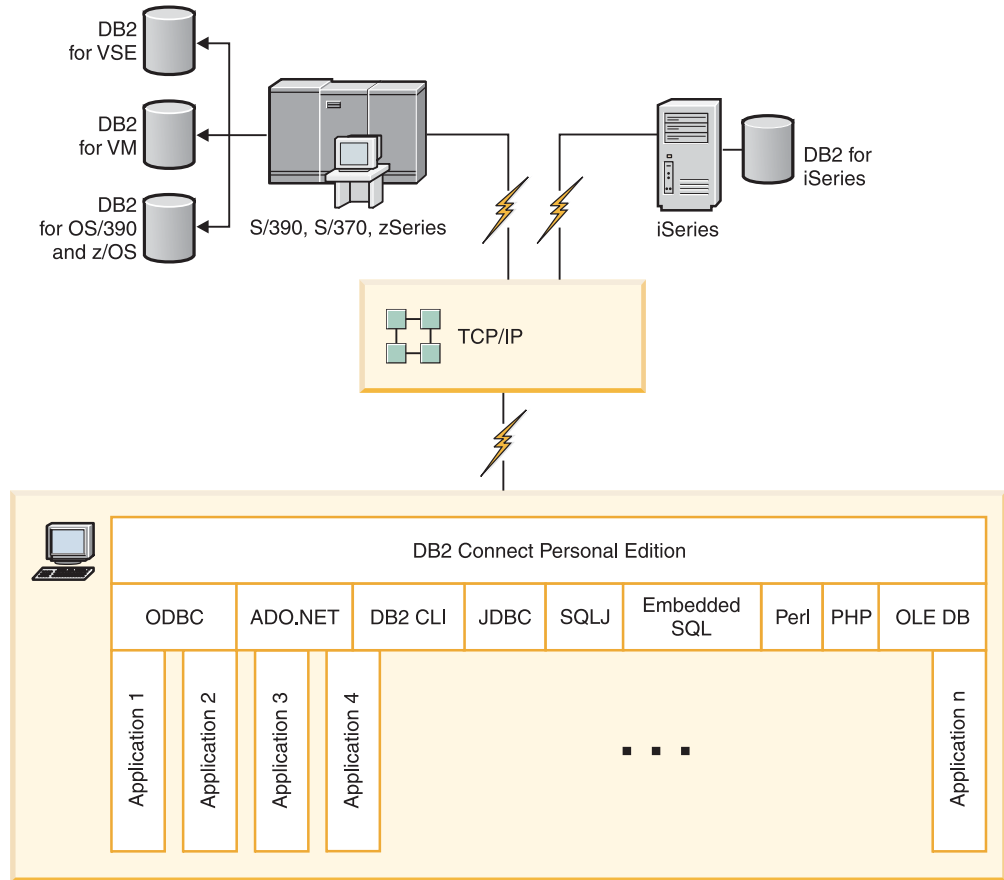 DB2
for VSE
DB2
for VM
DB2
for OS/390
and z/OS
S/390, S/370, zSeries
iSeries
DB2 for
iSeries
TCP/IP
DB2 Connect Personal Edition
ODBC
ADO.NET
DB2 CLI
JDBC
SQLJ
Embedded
SQL
Perl
PHP
OLE DB
Application 1
Application 2
Application 3
Application 4
. . .
Application n